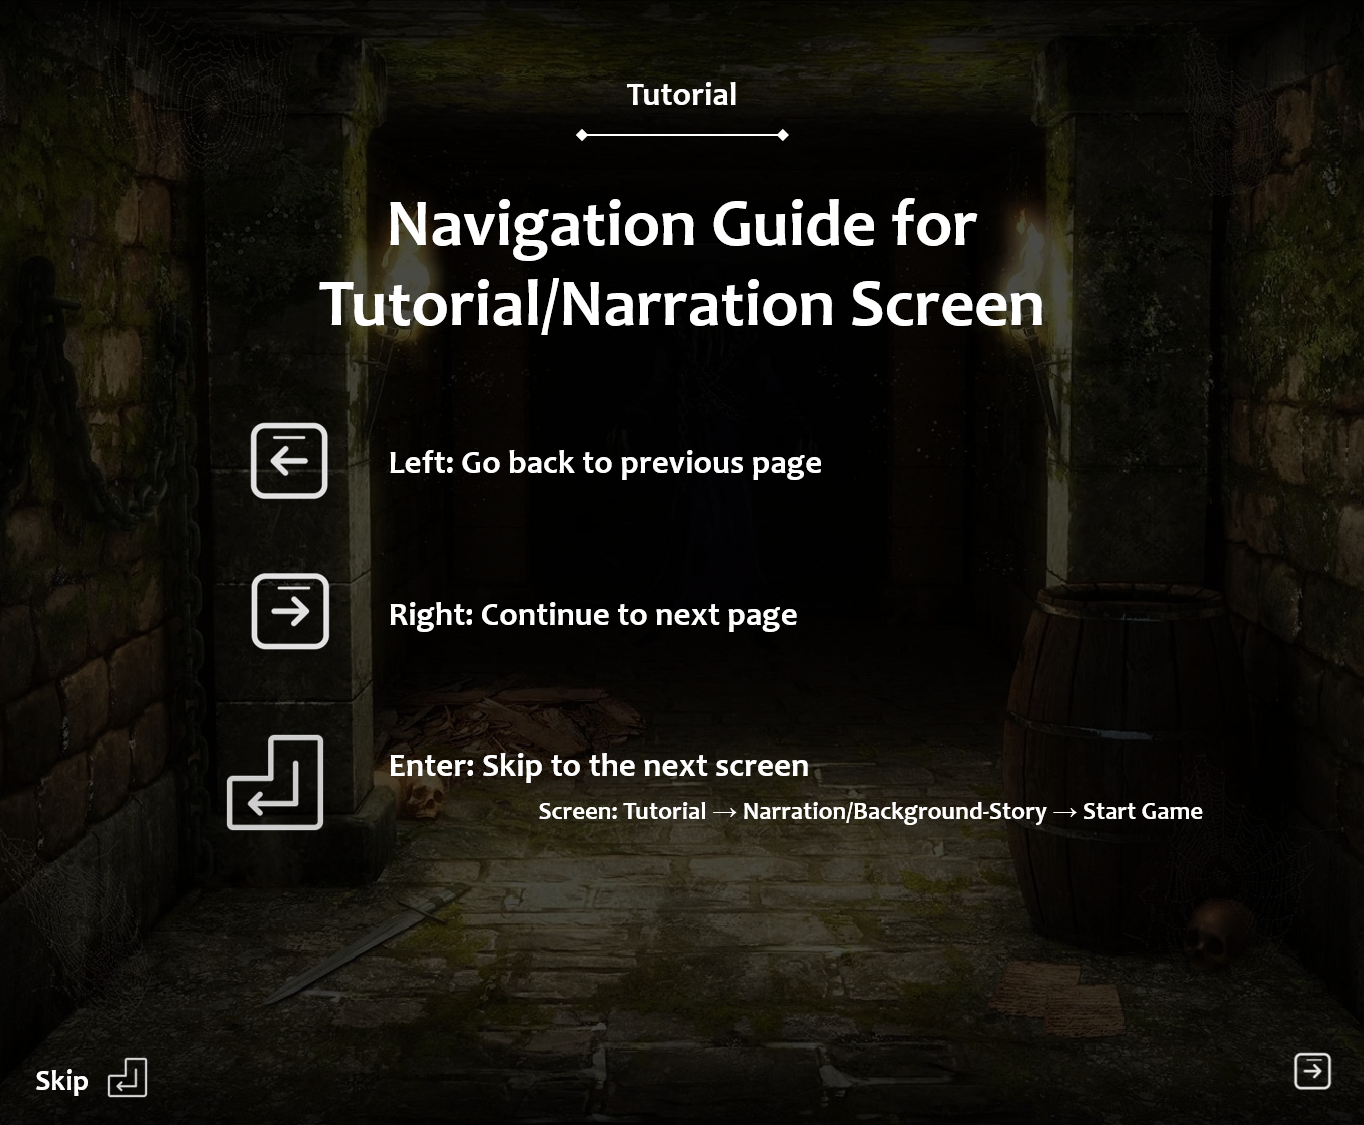 Tutorial
Navigation Guide for
Tutorial/Narration Screen
Left: Go back to previous page
Right: Continue to next page
Enter: Skip to the next screen
Screen: Tutorial → Narration/Background-Story → Start Game
Skip